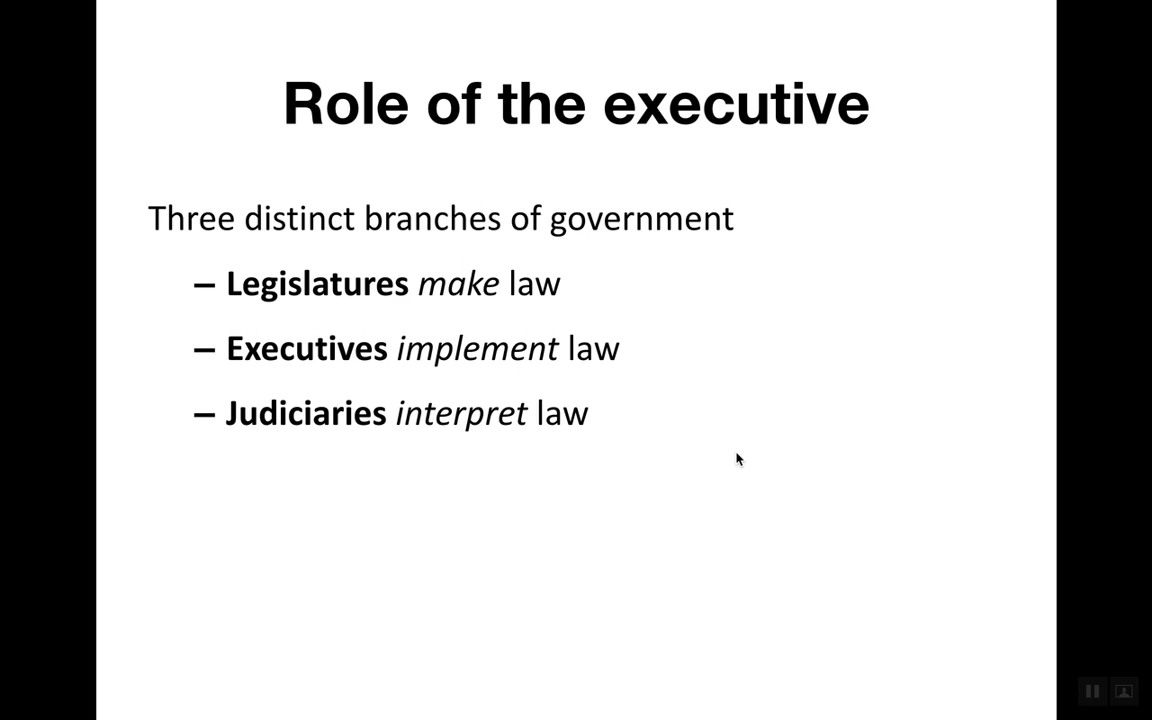 Role of the executive
Three distinct branches of government
– Legislatures make law
– Executives implement law
– Judiciaries interpret law